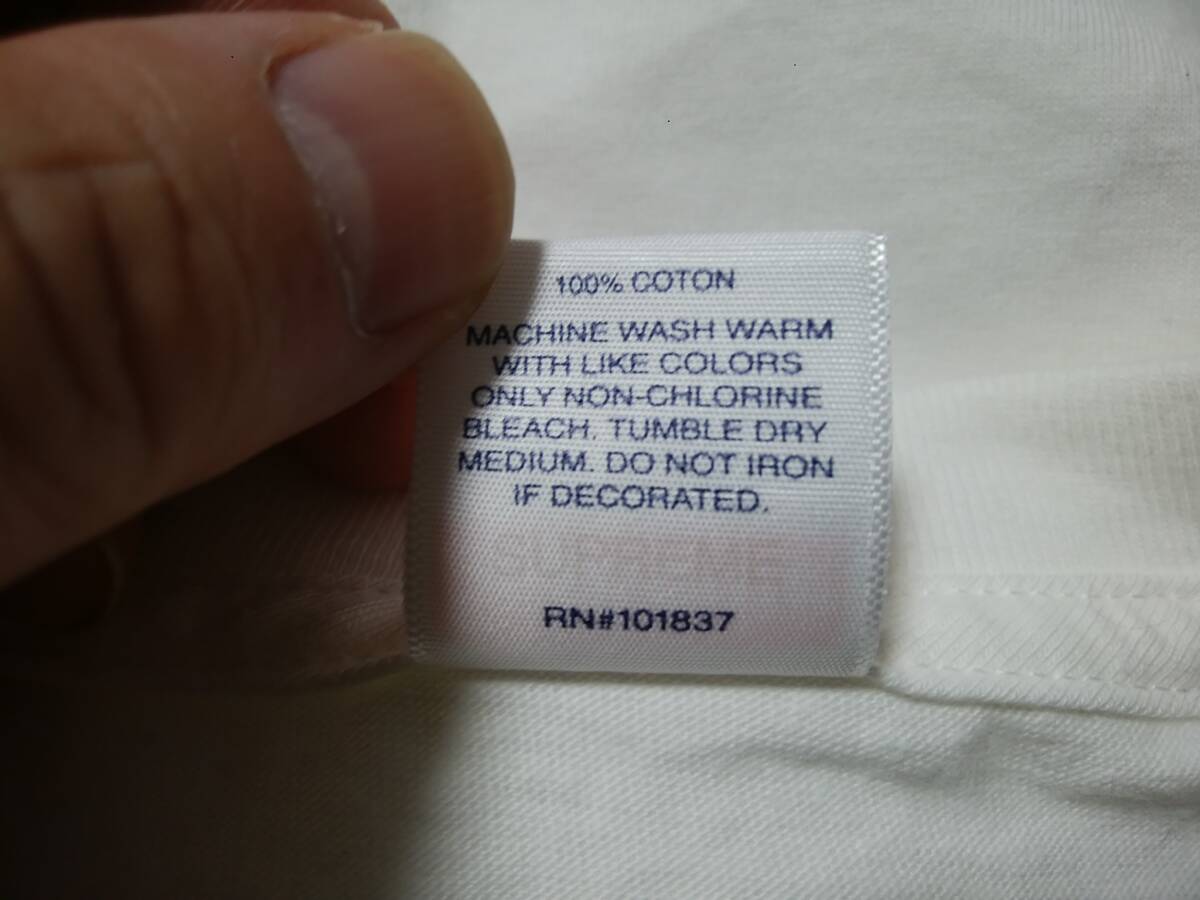 100% COTON
MACHINE WASH WARM
WITH LIKE COLORS
ONLY NON-CHLORINE
BLEACH. TUMBLE DRY
MEDIUM. DO NOT IRON
IF DECORATED.
SUPREME
RN#101837